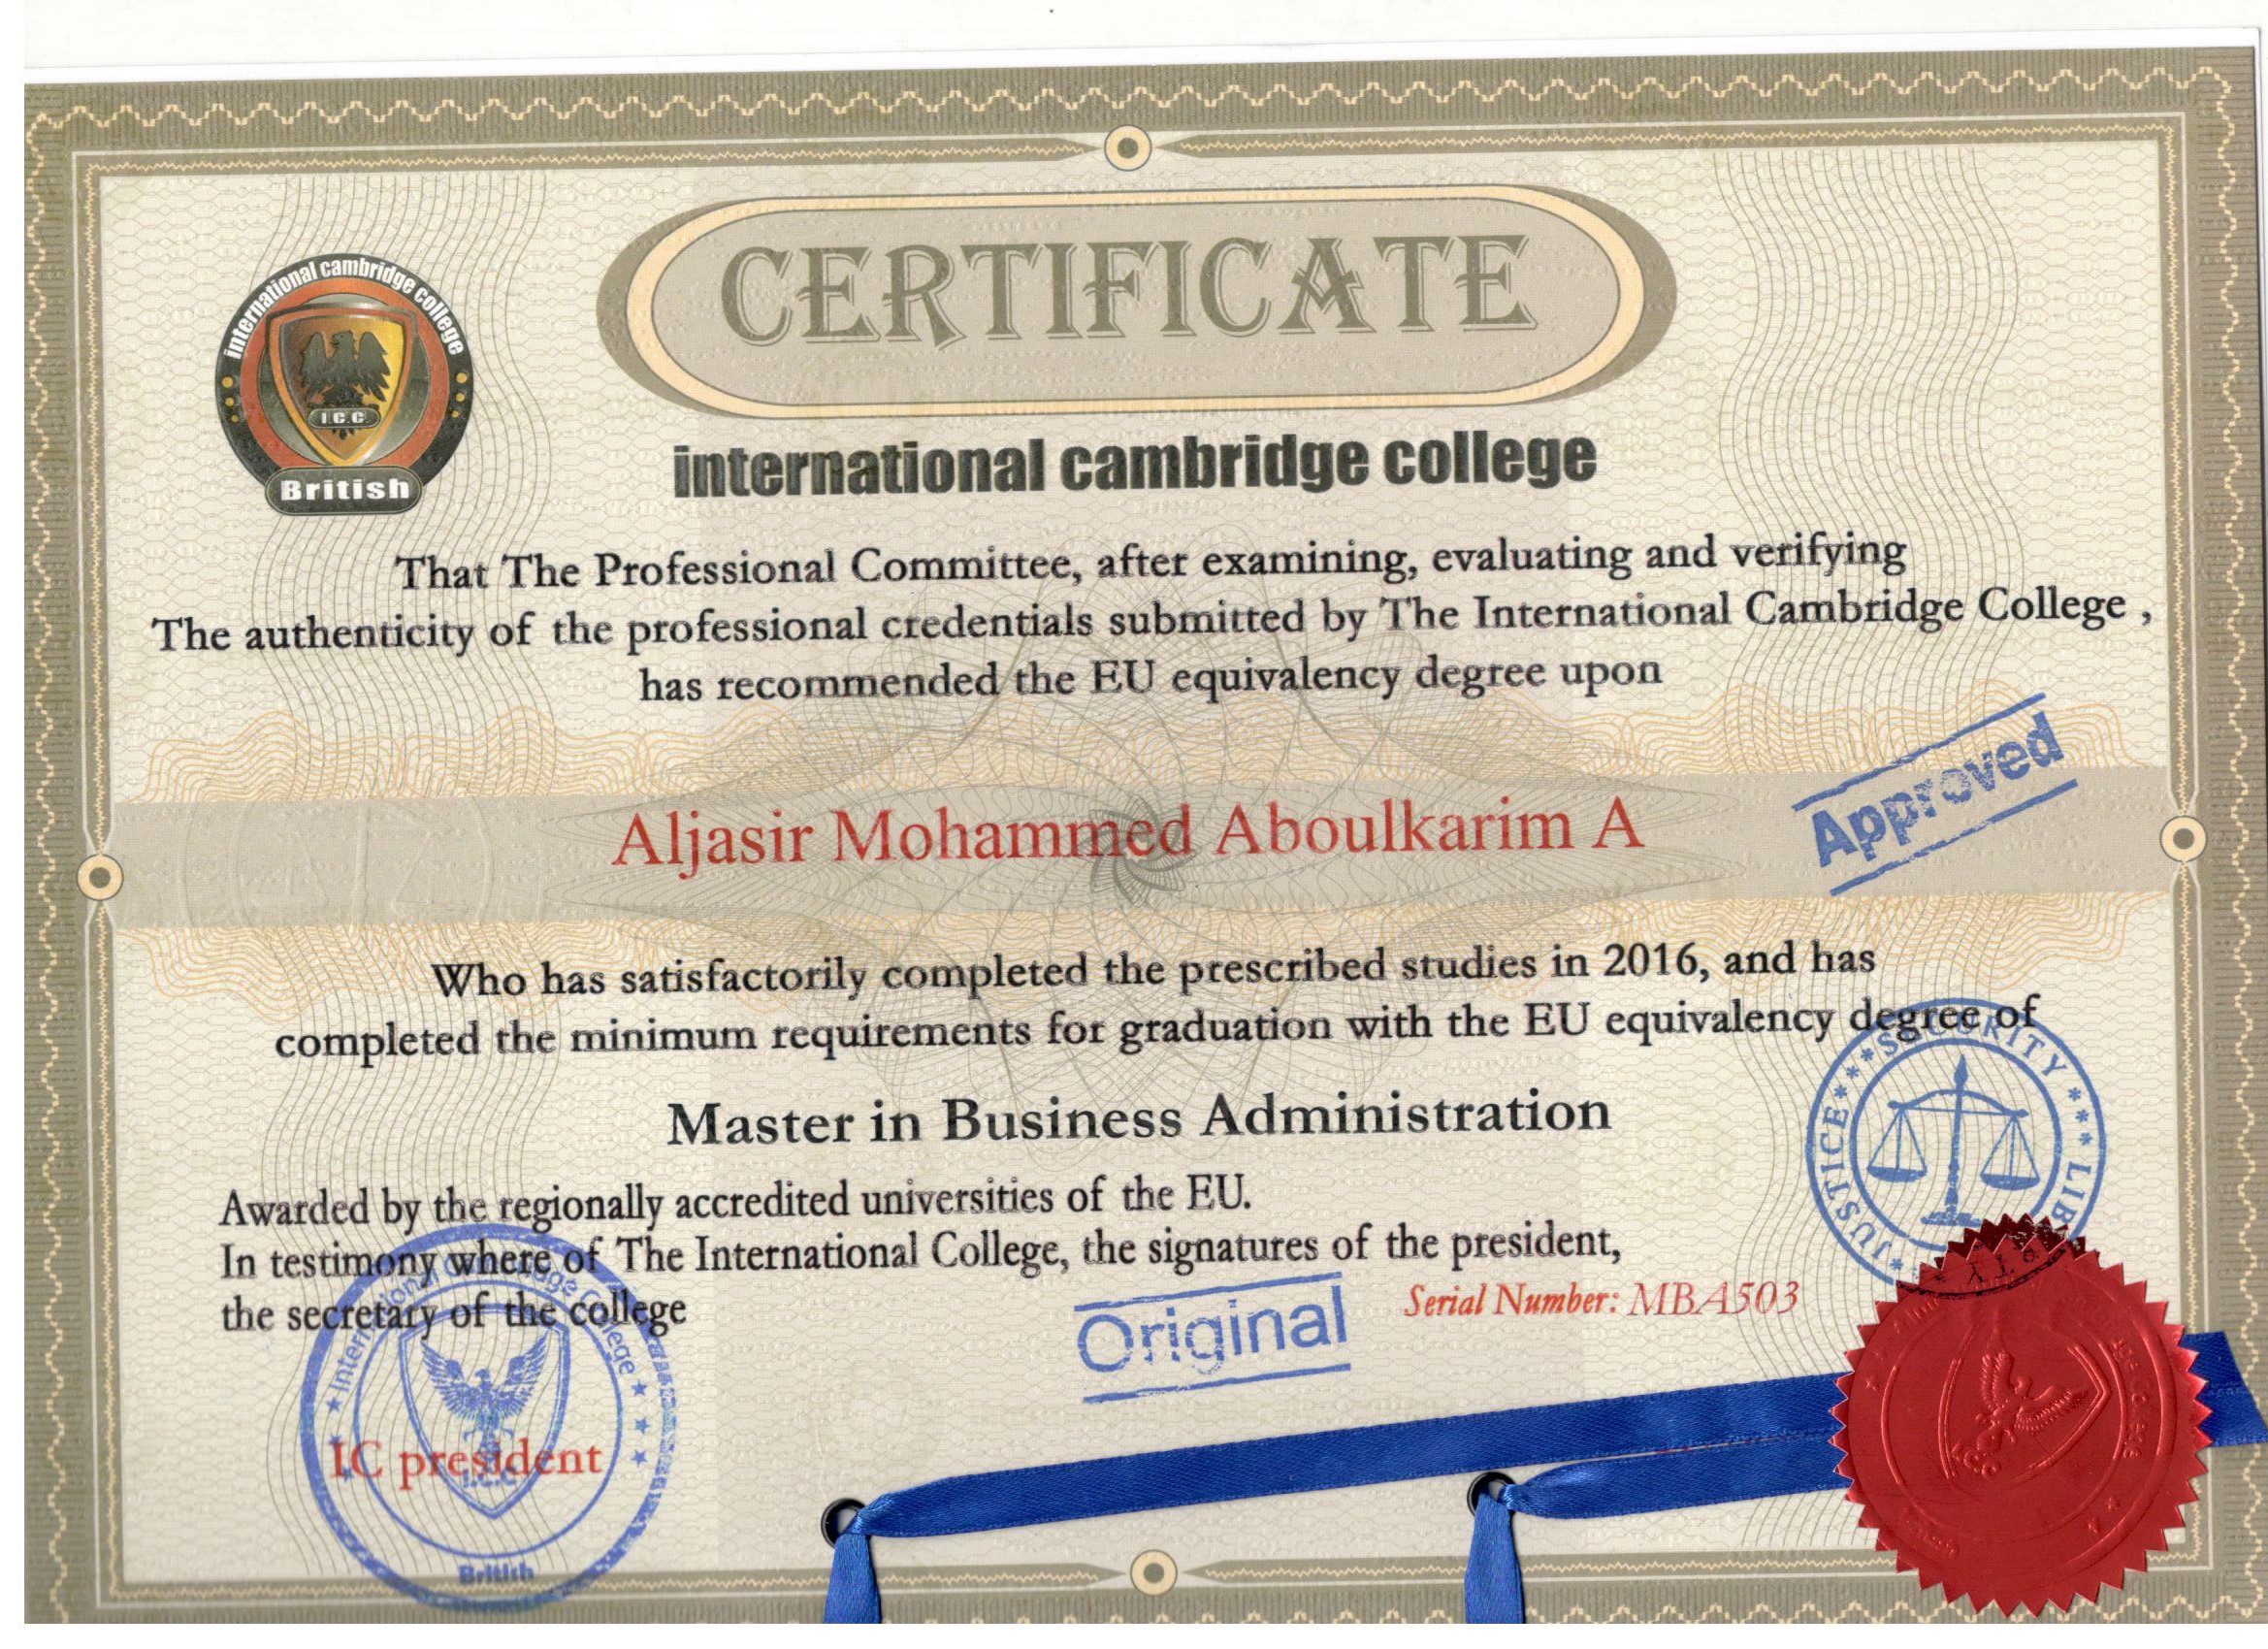 CERTIFICATE
international cambridge college
I.C.C.
British
international cambridge college
That The Professional Committee, after examining, evaluating and verifying
The authenticity of the professional credentials submitted by The International Cambridge College ,
has recommended the EU equivalency degree upon
Approved
Aljasir Mohammed Aboulkarim A
Who has satisfactorily completed the prescribed studies in 2016, and has
completed the minimum requirements for graduation with the EU equivalency degree of
JUSTICE*** SECURITY ***
Master in Business Administration
Awarded by the regionally accredited universities of the EU.
In testimony where of The International College, the signatures of the president,
the secretary of the college
Serial Number: MBA503
Original
International Cambridge College
IC president
I.C.C
British